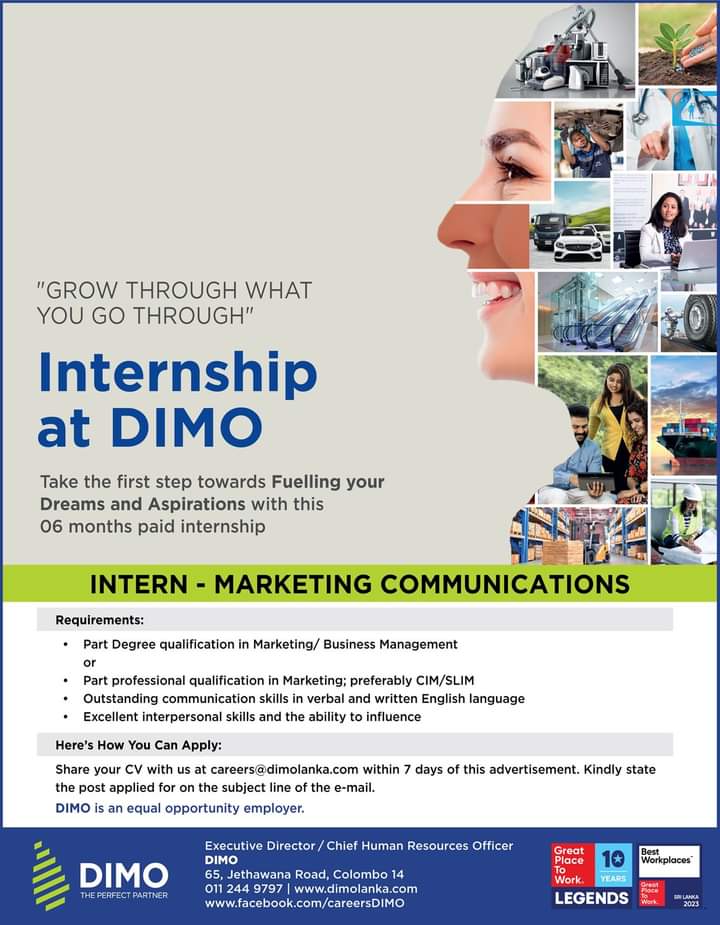 "GROW THROUGH WHAT
YOU GO THROUGH"
Internship
at DIMO
Take the first step towards Fuelling your
Dreams and Aspirations with this
06 months paid internship
INTERN - MARKETING COMMUNICATIONS
Requirements:
• Part Degree qualification in Marketing/ Business Management
or
• Part professional qualification in Marketing; preferably CIM/SLIM
• Outstanding communication skills in verbal and written English language
• Excellent interpersonal skills and the ability to influence
Here's How You Can Apply:
Share your CV with us at careers@dimolanka.com within 7 days of this advertisement. Kindly state
the post applied for on the subject line of the e-mail.
DIMO is an equal opportunity employer.
DIMO
THE PERFECT PARTNER
Executive Director / Chief Human Resources Officer
DIMO
65, Jethawana Road, Colombo 14
011 244 9797 | www.dimolanka.com
www.facebook.com/careersDIMO
Great
Place
To
Work.
10
YEARS
LEGENDS
Best
Workplaces™
Great
Place
To
Work.
SRI LANKA
2023